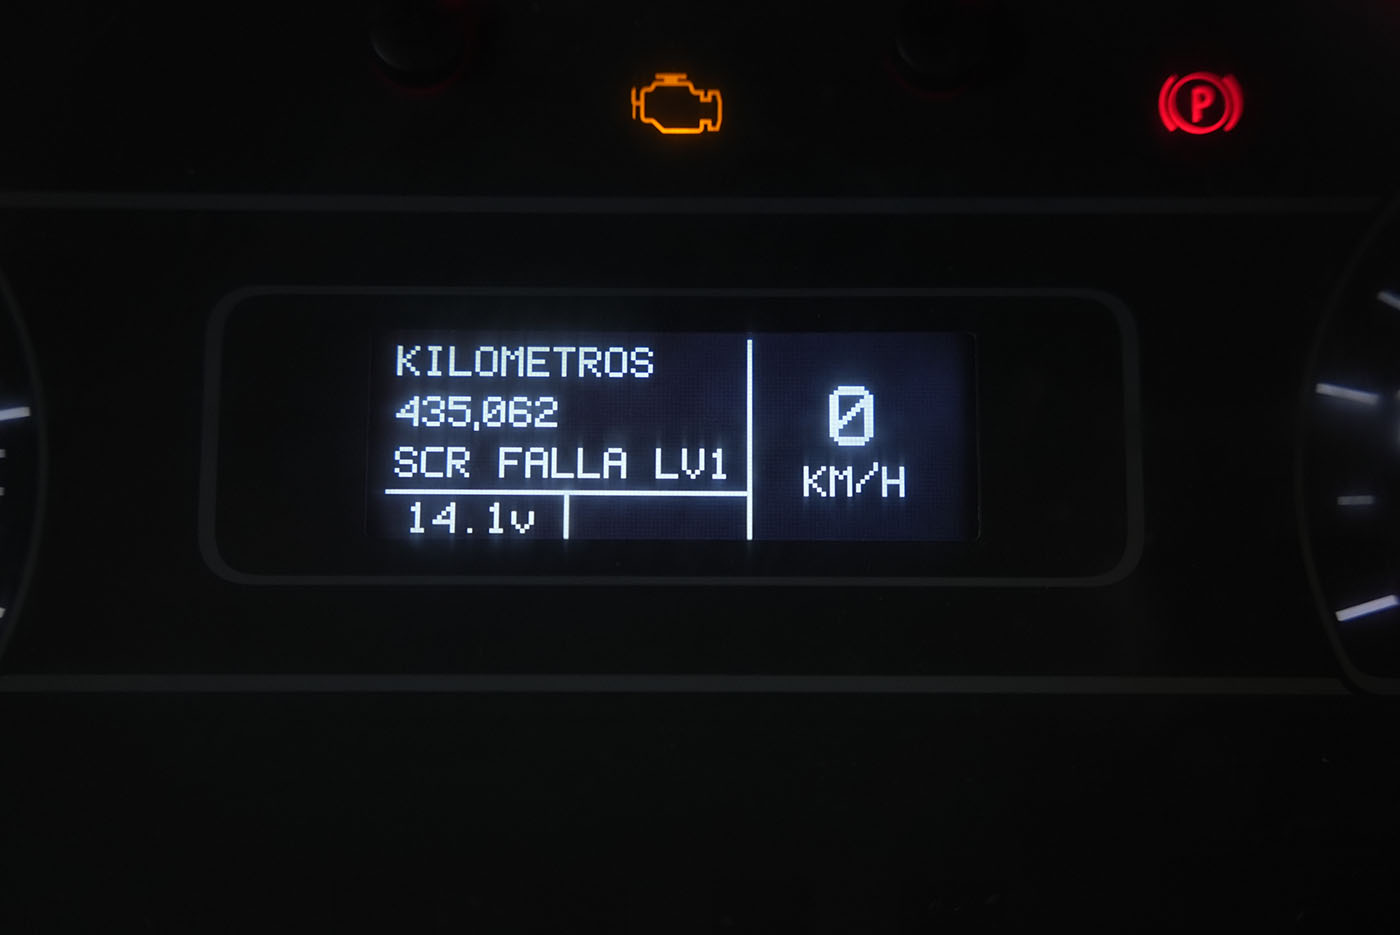 P
KILOMETROS
435,062
SCR FALLA LV1
14.1v
0
KM/H